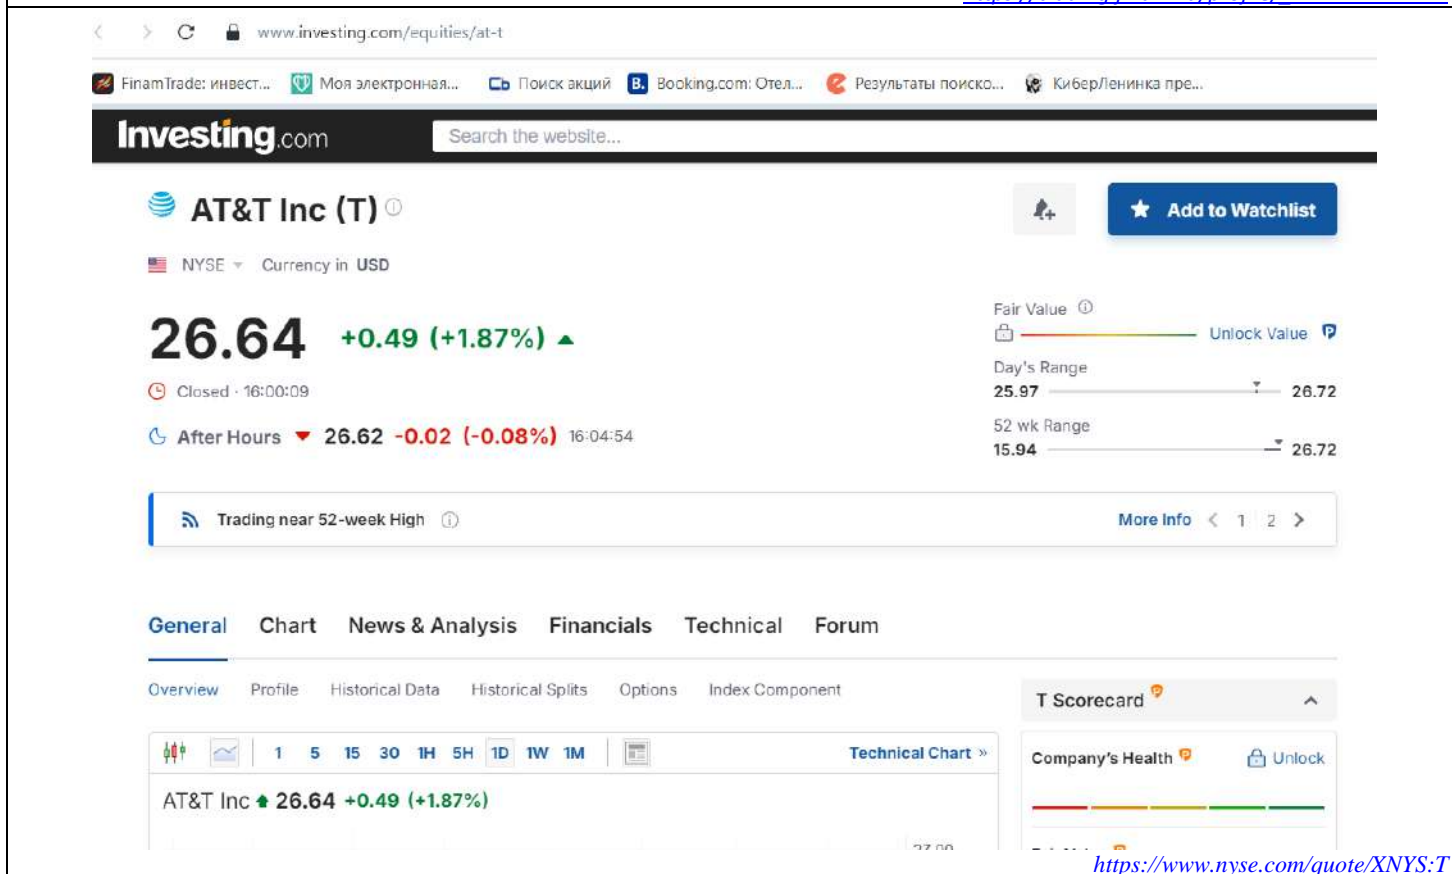 www.investing.com/equities/at-t
FinamTrade: инвест... Моя электронная... Поиск акций Booking.com: Отел... Результаты поиско... КиберЛенинка пре...
Investing.com Search the website...
AT&T Inc (T)
Add to Watchlist
NYSE Currency in USD
26.64 +0.49 (+1.87%)
Closed · 16:00:09
After Hours 26.62 -0.02 (-0.08%) 16:04:54
Fair Value
Unlock Value
Day's Range
25.97 26.72
52 wk Range
15.94 26.72
Trading near 52-week High More Info 1 2
General Chart News & Analysis Financials Technical Forum
Overview Profile Historical Data Historical Splits Options Index Component
T Scorecard
1 5 15 30 1H 5H 1D 1W 1M Technical Chart »
Company's Health Unlock
AT&T Inc 26.64 +0.49 (+1.87%)
https://www.nyse.com/quote/XNYS:T